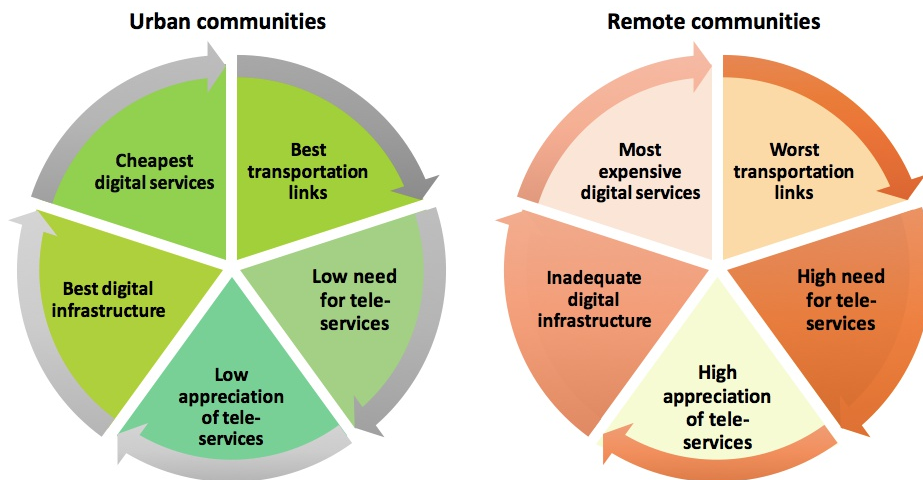 Urban communities
Cheapest
digital services
Best
transportation
links
Low need
for tele-
services
Low
appreciation
of tele-
services
Best digital
infrastructure
Remote communities
Most
expensive
digital services
Worst
transportation
links
High need
for tele-
services
High
appreciation
of tele-
services
Inadequate
digital
infrastructure